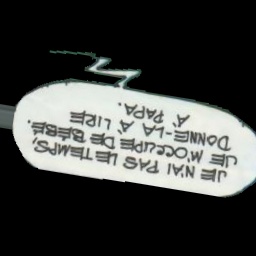 JE N'AI PAS LE TEMPS,
JE M'OCCUPE DE BÉBÉ.
DONNE-LA À LIRE
À PAPA.